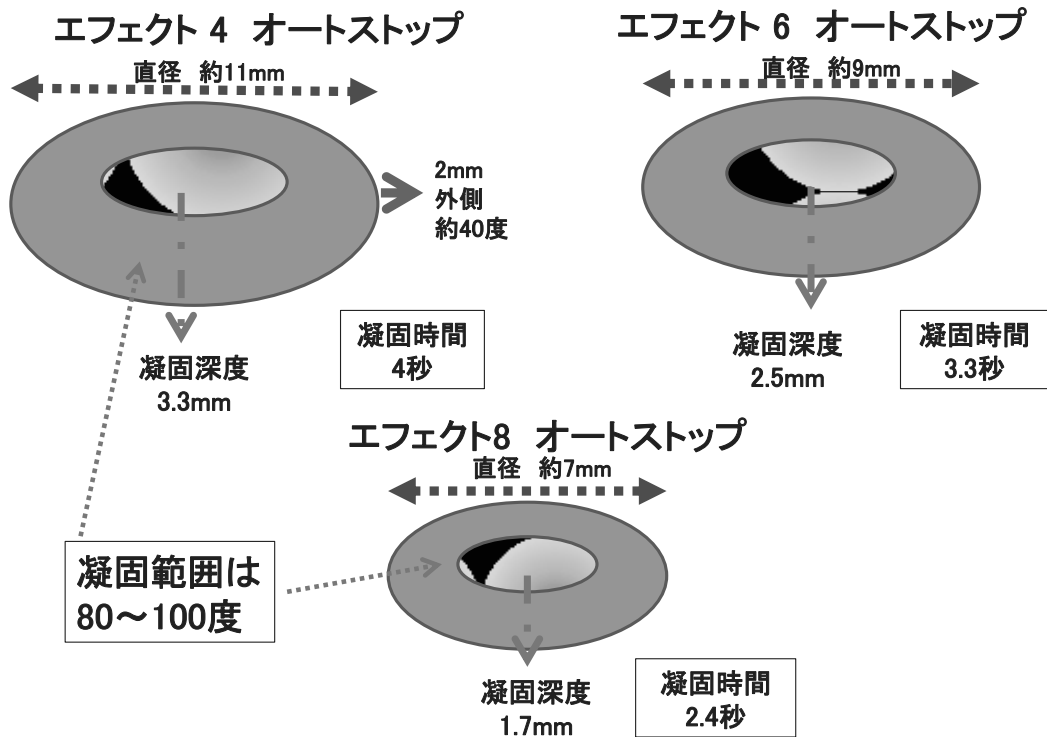 エフェクト 4 オートストップ
直径 約11mm
2mm
外側
約40度
凝固深度
3.3mm
凝固時間
4秒
エフェクト 6 オートストップ
直径 約9mm
凝固深度
2.5mm
凝固時間
3.3秒
エフェクト8 オートストップ
直径 約7mm
凝固範囲は
80～100度
凝固深度
1.7mm
凝固時間
2.4秒